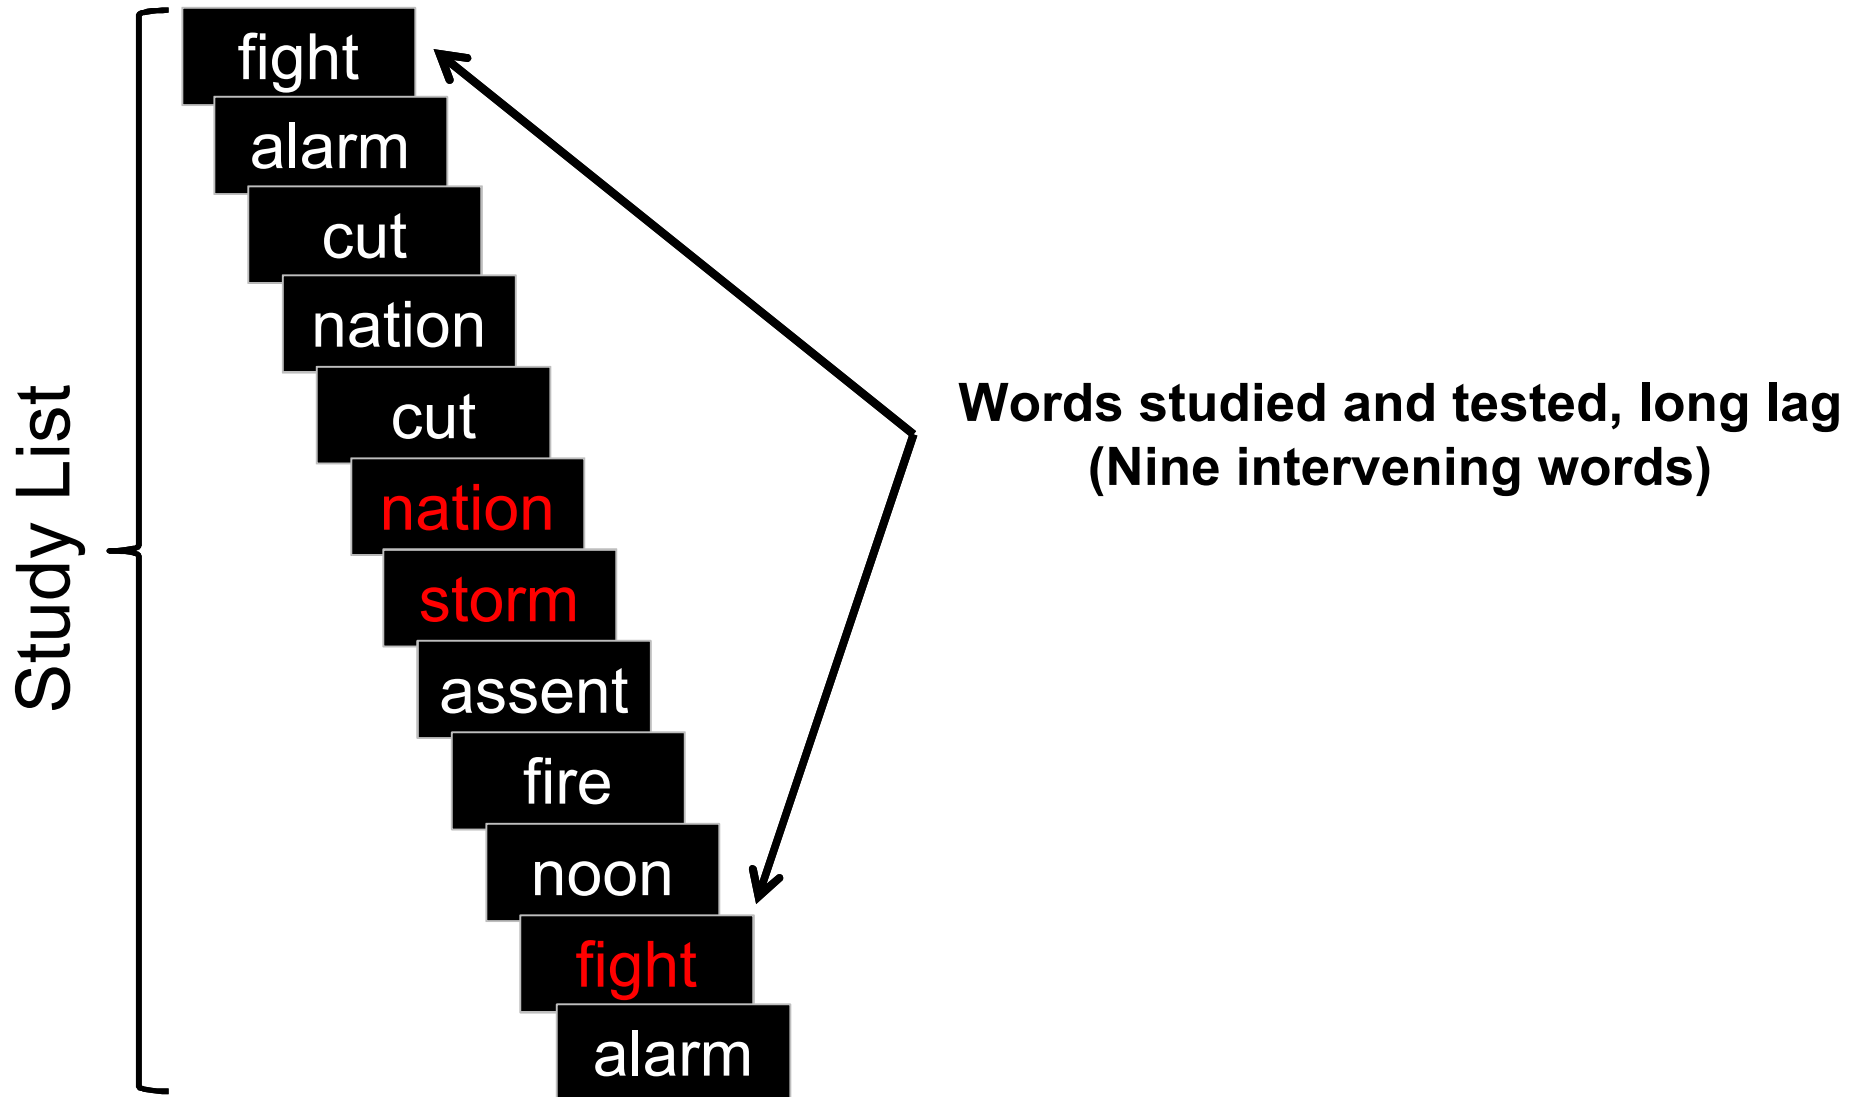 Study List
fight
alarm
cut
nation
cut
nation
storm
assent
fire
noon
fight
alarm
Words studied and tested, long lag
(Nine intervening words)